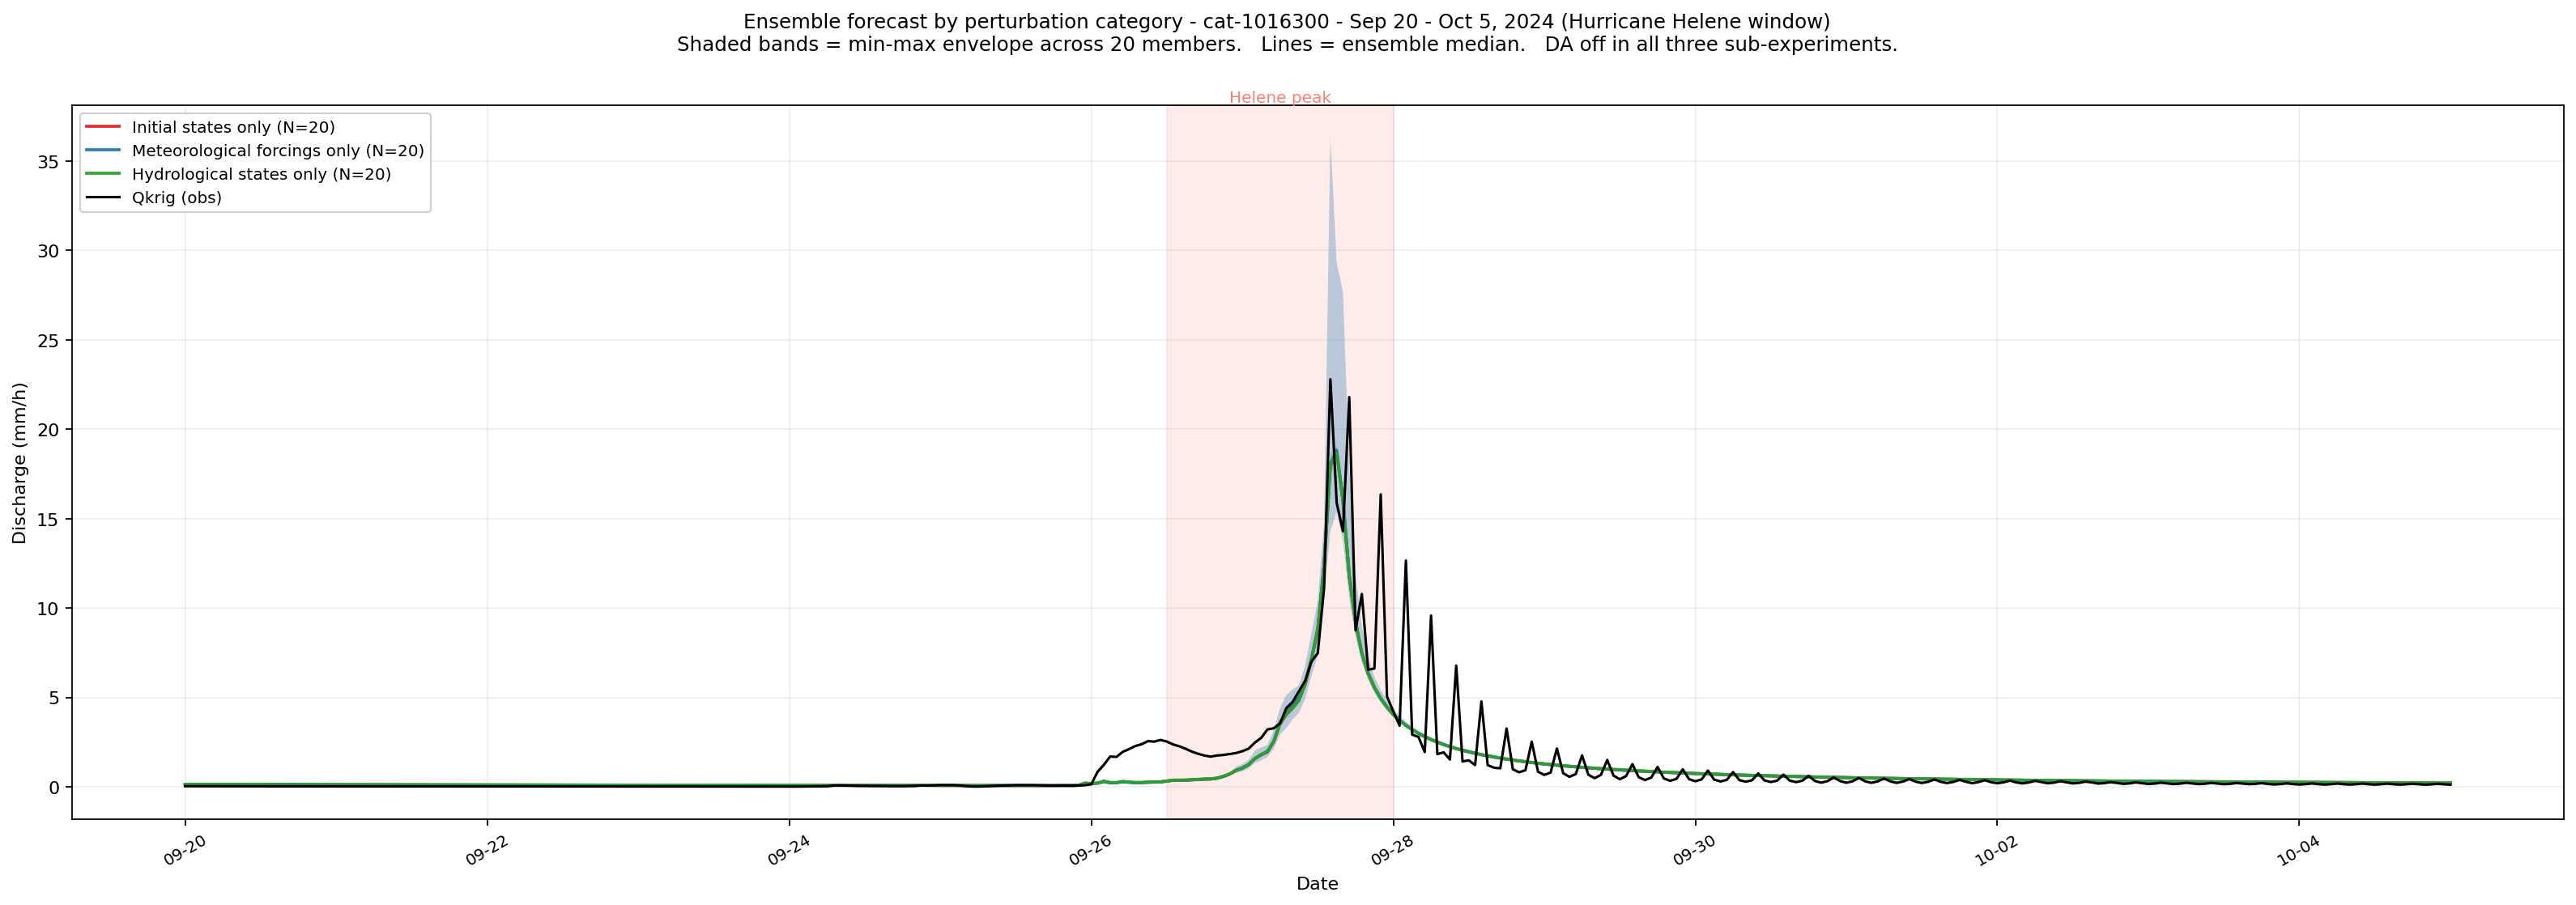 Ensemble forecast by perturbation category - cat-1016300 - Sep 20 - Oct 5, 2024 (Hurricane Helene window)
Shaded bands = min-max envelope across 20 members.   Lines = ensemble median.   DA off in all three sub-experiments.
Helene peak
Initial states only (N=20)
Meteorological forcings only (N=20)
Hydrological states only (N=20)
Qkrig (obs)
Discharge (mm/h)
35
30
25
20
15
10
5
0
09-20
09-22
09-24
09-26
09-28
09-30
10-02
10-04
Date